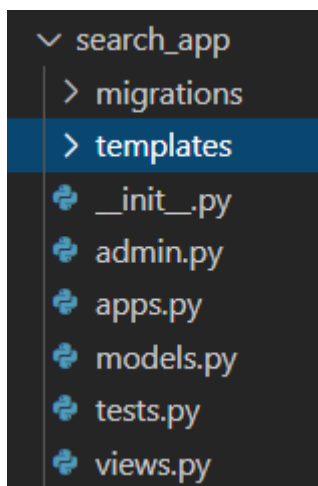 search_app
migrations
templates
__init__.py
admin.py
apps.py
models.py
tests.py
views.py